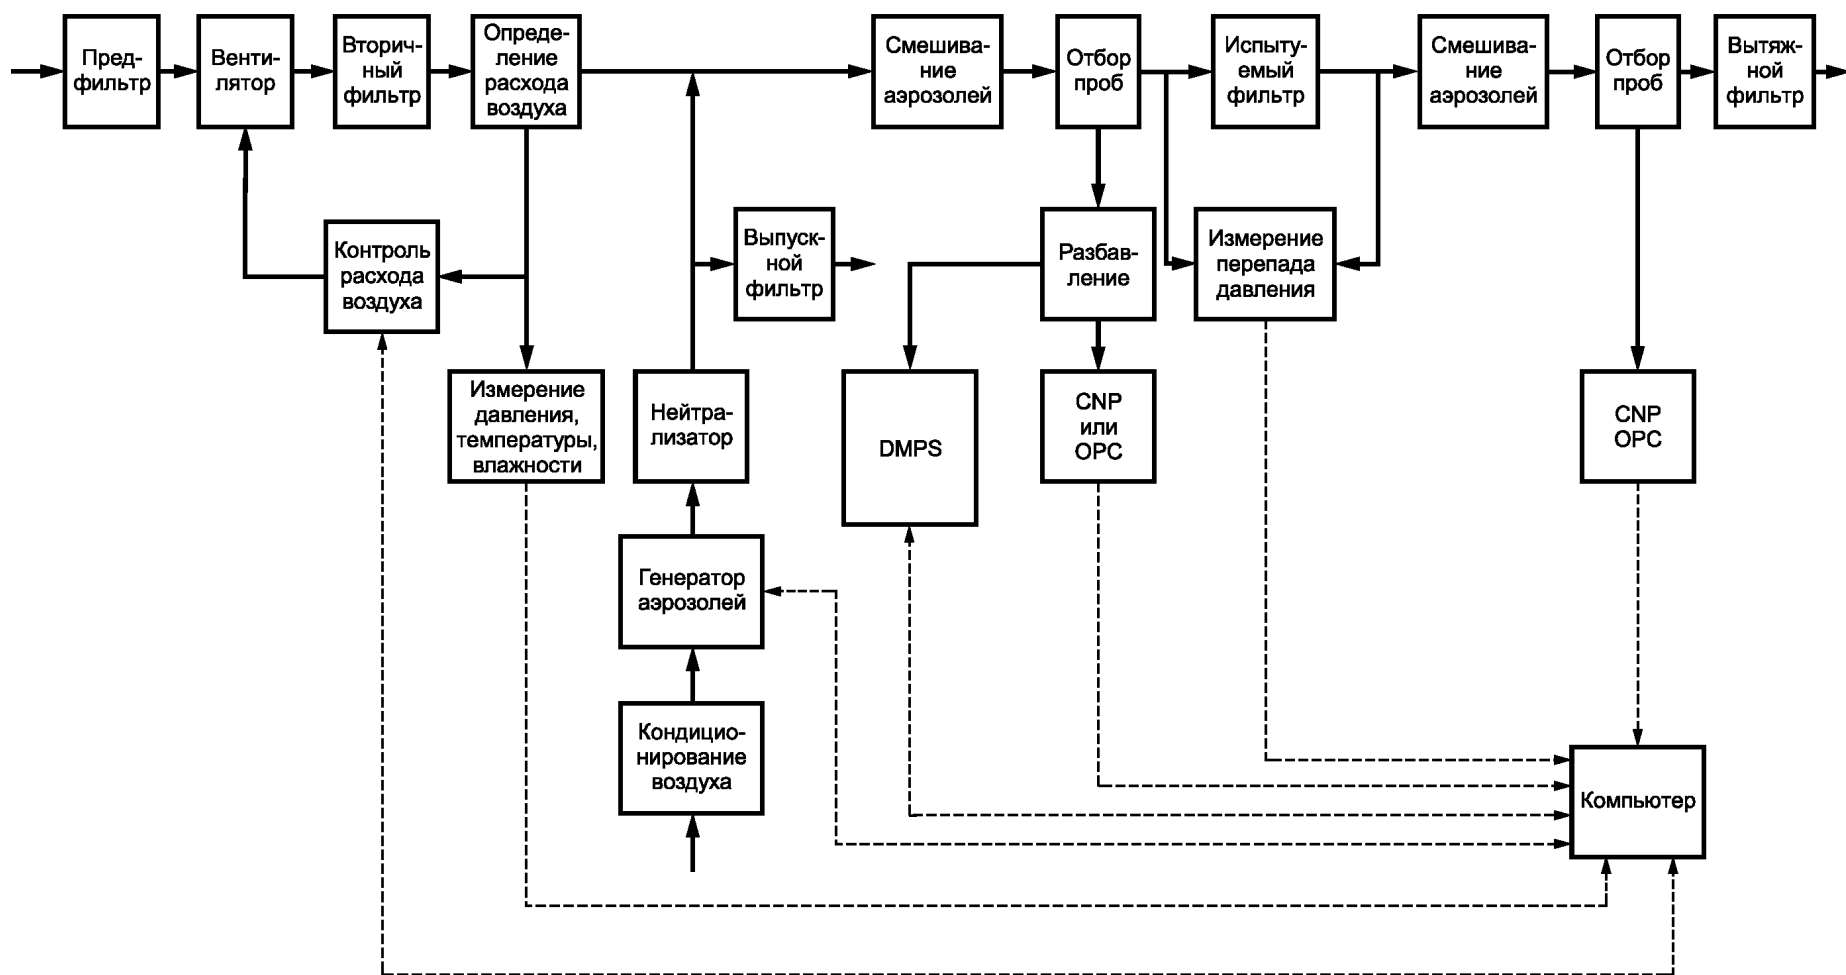 Пред-
фильтр
Венти-
лятор
Вторич-
ный
фильтр
Опреде-
ление
расхода
воздуха
Смешива-
ние
аэрозолей
Отбор
проб
Испыту-
емый
фильтр
Смешива-
ние
аэрозолей
Отбор
проб
Вытяж-
ной
фильтр
Контроль
расхода
воздуха
Выпуск-
ной
фильтр
Разбав-
ление
Измерение
перепада
давления
Измерение
давления,
температуры,
влажности
Нейтра-
лизатор
DMPS
CNP
или
OPC
CNP
OPC
Генератор
аэрозолей
Кондицио-
нирование
воздуха
Компьютер